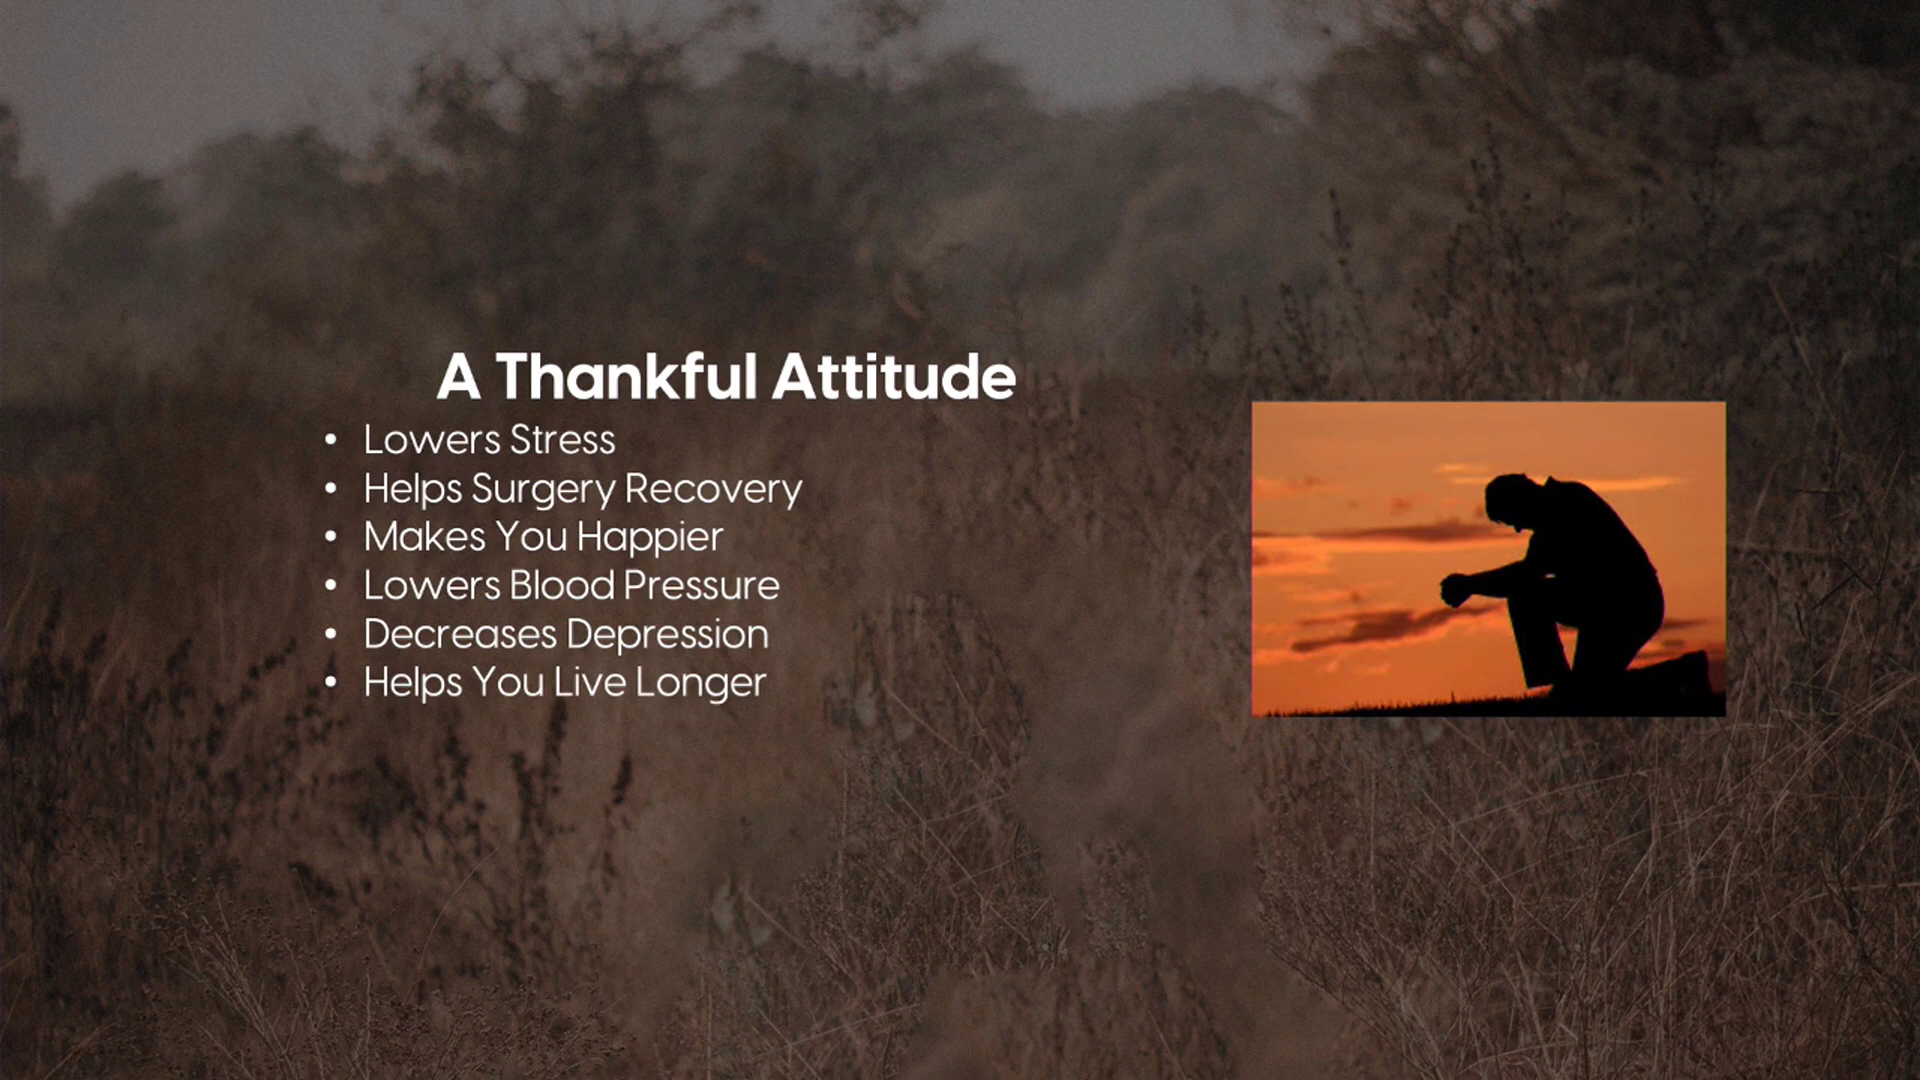 A Thankful Attitude
• Lowers Stress
• Helps Surgery Recovery
• Makes You Happier
• Lowers Blood Pressure
• Decreases Depression
• Helps You Live Longer